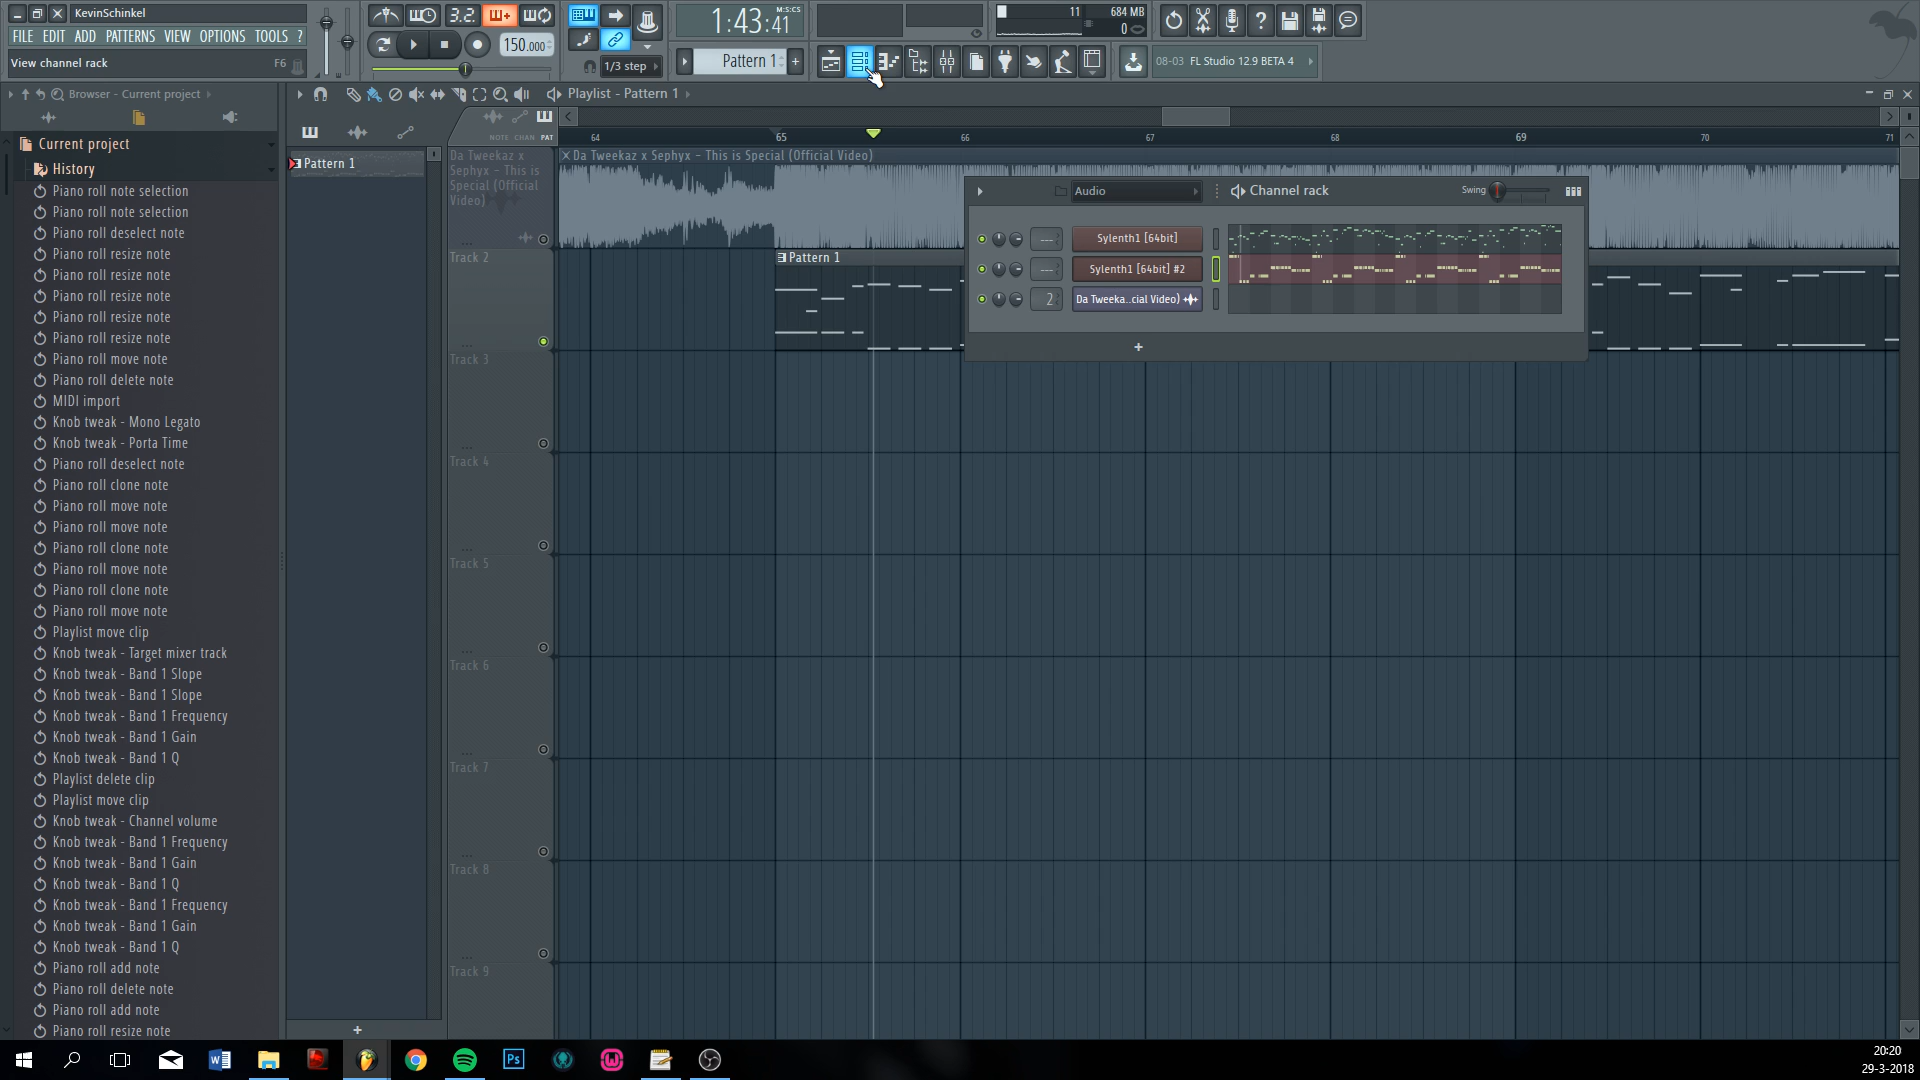 KevinSchinkel
FILE EDIT ADD PATTERNS VIEW OPTIONS TOOLS ?
View channel rack F6
3.2.
150.000
1/3 step
1:43:41
M:S:CS
Pattern 1
11
684 MB
0
08-03 FL Studio 12.9 BETA 4
Browser - Current project
Current project
History
Piano roll note selection
Piano roll note selection
Piano roll deselect note
Piano roll resize note
Piano roll resize note
Piano roll resize note
Piano roll resize note
Piano roll resize note
Piano roll move note
Piano roll delete note
MIDI import
Knob tweak - Mono Legato
Knob tweak - Porta Time
Piano roll deselect note
Piano roll clone note
Piano roll move note
Piano roll move note
Piano roll clone note
Piano roll move note
Piano roll clone note
Piano roll move note
Playlist move clip
Knob tweak - Target mixer track
Knob tweak - Band 1 Slope
Knob tweak - Band 1 Slope
Knob tweak - Band 1 Frequency
Knob tweak - Band 1 Gain
Knob tweak - Band 1 Q
Playlist delete clip
Playlist move clip
Knob tweak - Channel volume
Knob tweak - Band 1 Frequency
Knob tweak - Band 1 Gain
Knob tweak - Band 1 Q
Knob tweak - Band 1 Frequency
Knob tweak - Band 1 Gain
Knob tweak - Band 1 Q
Piano roll add note
Piano roll delete note
Piano roll add note
Piano roll resize note
Pattern 1
+
Playlist - Pattern 1
NOTE CHAN PAT
64 65 66 67 68 69 70 71
Da Tweekaz x Sephyx - This is Special (Official Video)
Da Tweekaz x
Sephyx - This is
Special (Official
Video)
Track 2
Pattern 1
Track 3
Track 4
Track 5
Track 6
Track 7
Track 8
Track 9
Audio
Channel rack
Swing
Sylenth1 [64bit]
Sylenth1 [64bit] #2
2 Da Tweeka..cial Video)
+
20:20
29-3-2018